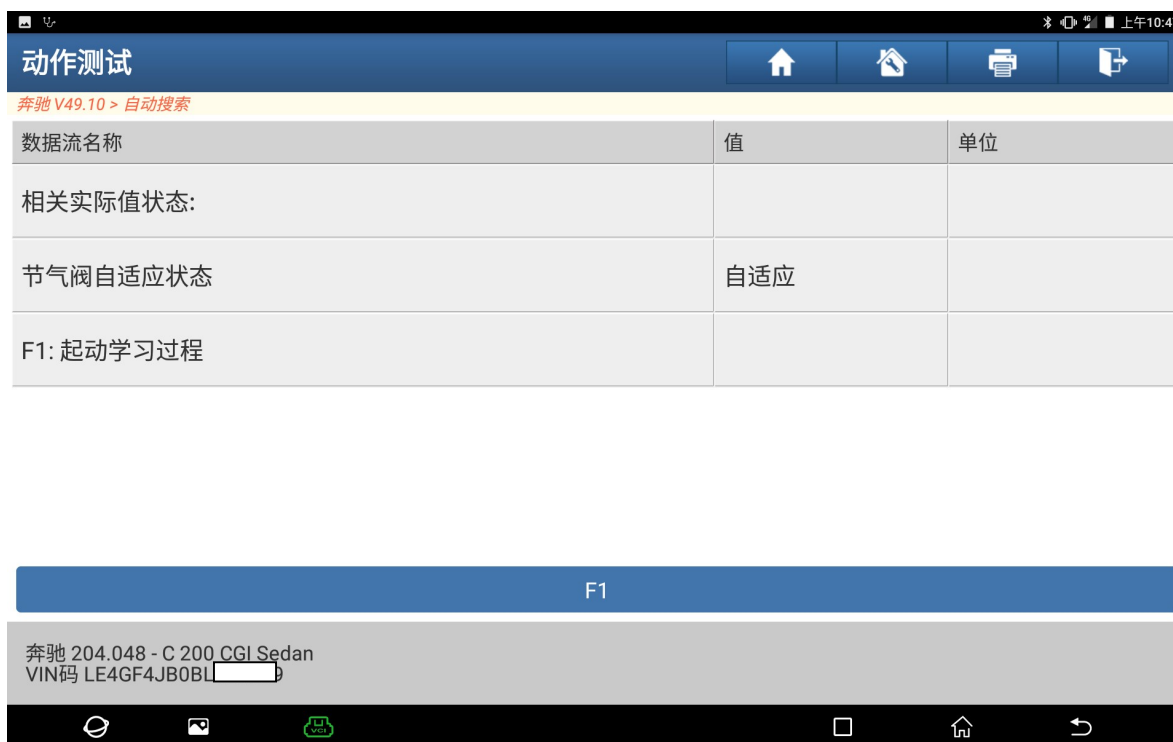 上午10:4
动作测试
奔驰 V49.10 > 自动搜索
数据流名称 值 单位
相关实际值状态:
节气阀自适应状态 自适应
F1: 起动学习过程
F1
奔驰 204.048 - C 200 CGI Sedan
VIN码 LE4GF4JB0BL 9
VCI